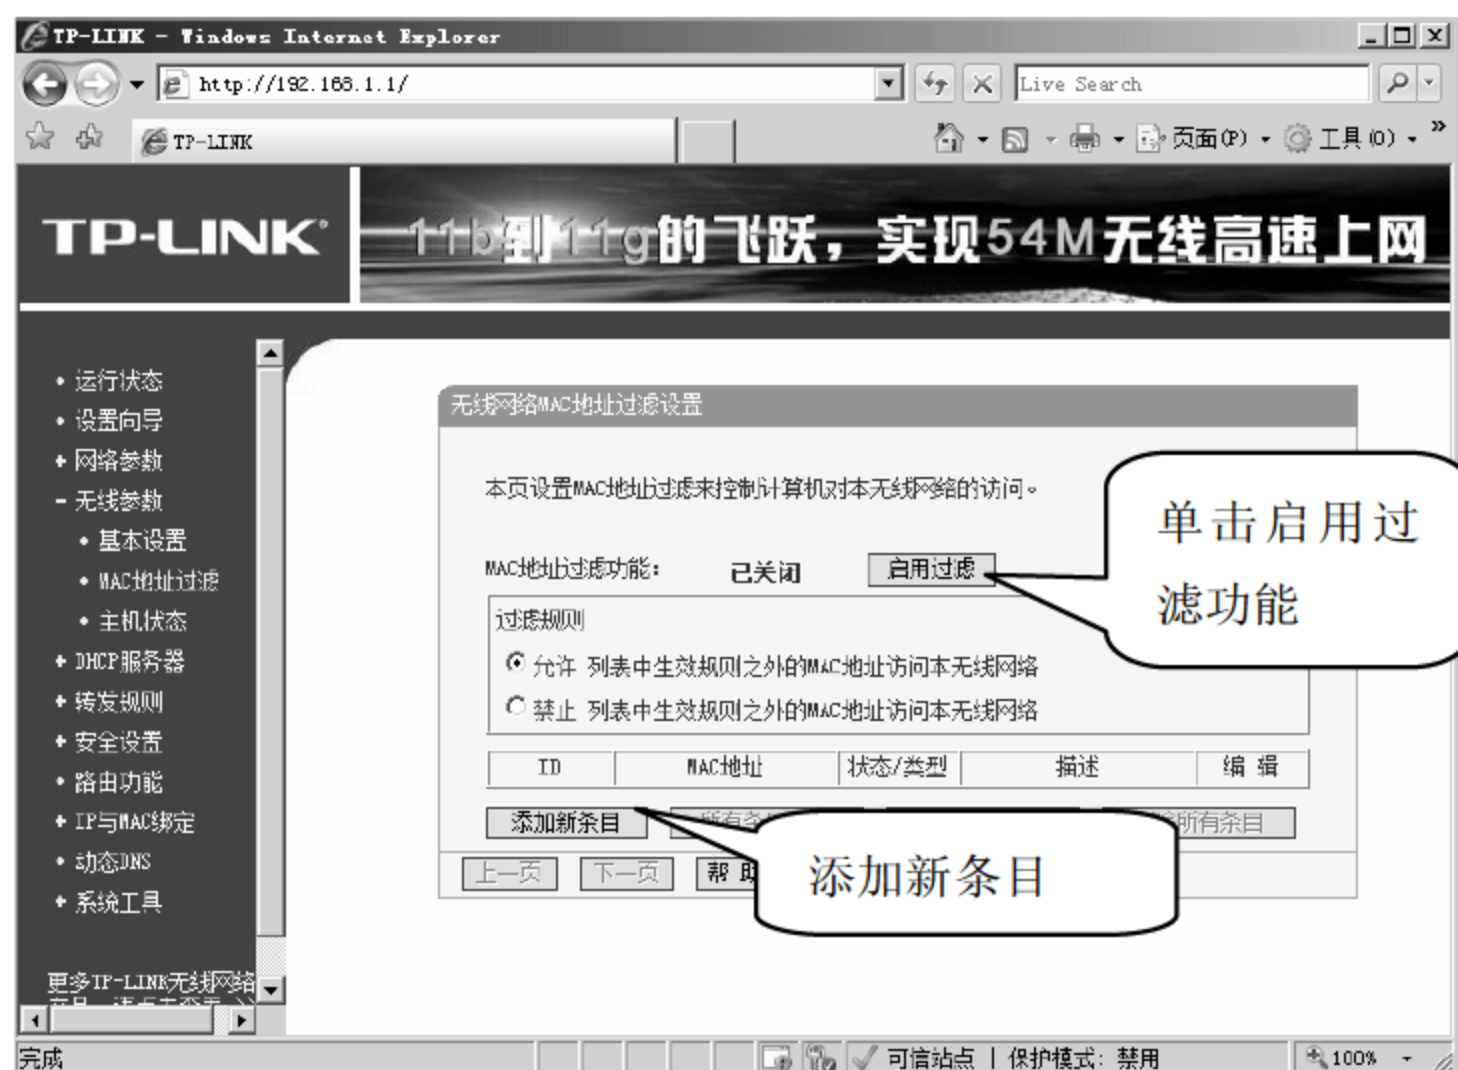 TP-LINK - Windows Internet Explorer
http://192.168.1.1/
Live Search
TP-LINK
页面(P)
工具(O)
TP-LINK
11b到11g的飞跃，实现54M无线高速上网
运行状态
设置向导
网络参数
无线参数
基本设置
MAC地址过滤
主机状态
DHCP服务器
转发规则
安全设置
路由功能
IP与MAC绑定
动态DNS
系统工具
更多TP-LINK无线网络
无线网络MAC地址过滤设置
本页设置MAC地址过滤来控制计算机对本无线网络的访问。
MAC地址过滤功能： 已关闭 启用过滤
单击启用过
滤功能
过滤规则
允许 列表中生效规则之外的MAC地址访问本无线网络
禁止 列表中生效规则之外的MAC地址访问本无线网络
ID MAC地址 状态/类型 描述 编 辑
添加新条目 所有条目
上一页 下一页 帮
添加新条目
完成
可信站点 | 保护模式: 禁用
100%